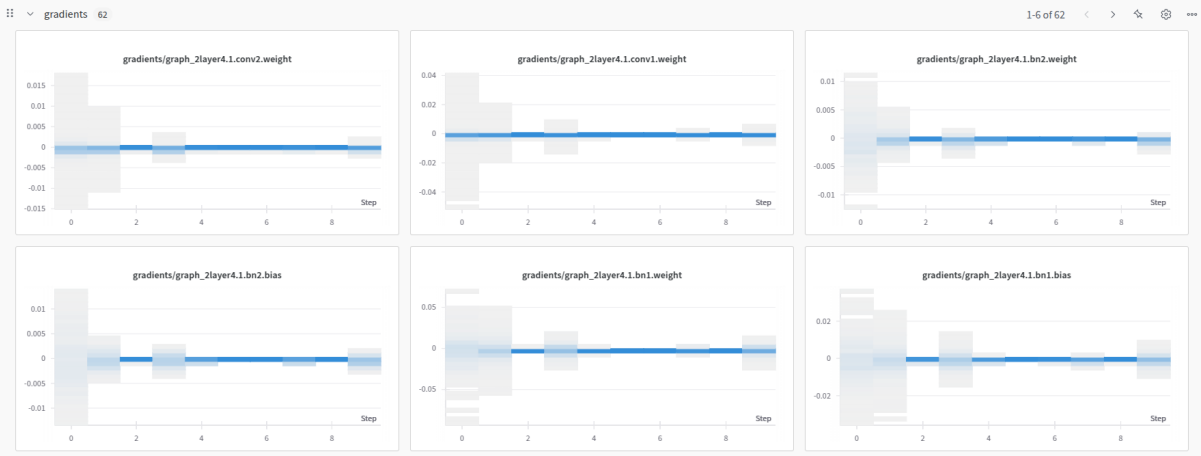 gradients 62
1-6 of 62
gradients/graph_2layer4.1.conv2.weight
0.015
0.01
0.005
0
-0.005
-0.01
-0.015
Step
0 2 4 6 8
gradients/graph_2layer4.1.conv1.weight
0.04
0.02
0
-0.02
-0.04
Step
0 2 4 6 8
gradients/graph_2layer4.1.bn2.weight
0.01
0.005
0
-0.005
-0.01
Step
0 2 4 6 8
gradients/graph_2layer4.1.bn2.bias
0.01
0.005
0
-0.005
-0.01
Step
0 2 4 6 8
gradients/graph_2layer4.1.bn1.weight
0.05
0
-0.05
Step
0 2 4 6 8
gradients/graph_2layer4.1.bn1.bias
0.02
0
-0.02
Step
0 2 4 6 8